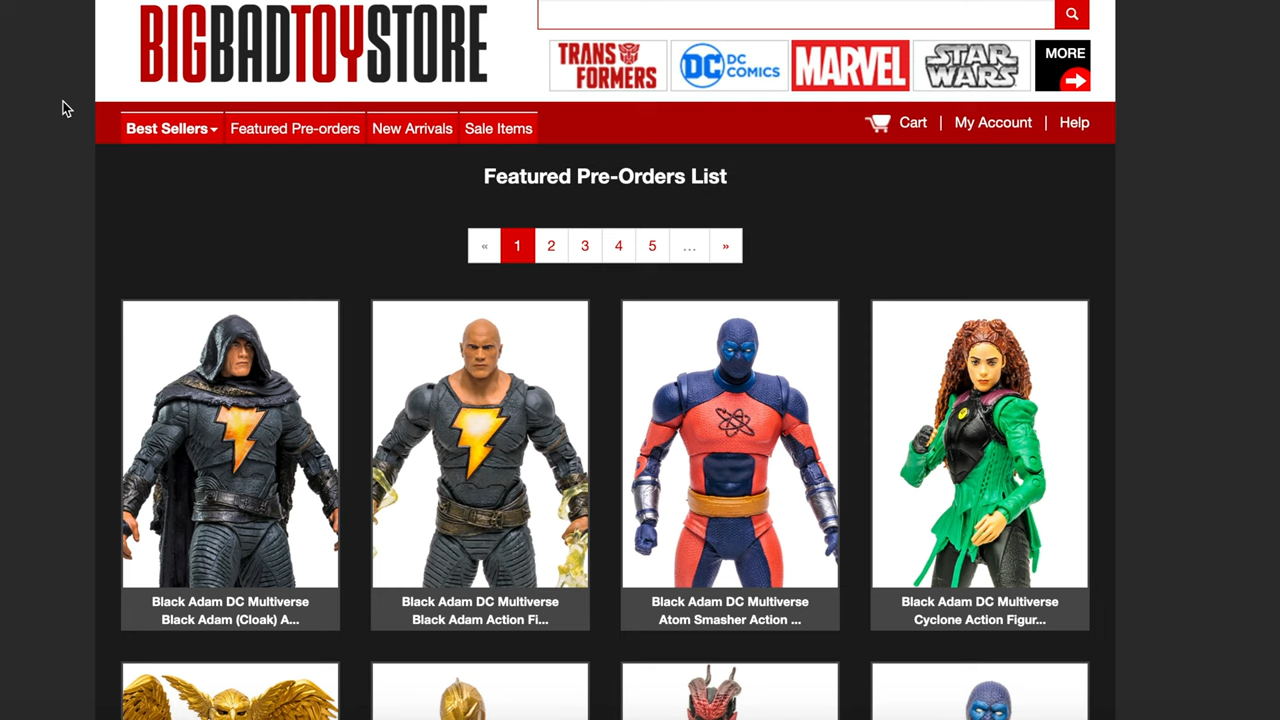 BIGBADTOYSTORE
TRANSFORMERS
DC DC COMICS
MARVEL
STAR WARS
MORE
Best Sellers
Featured Pre-orders
New Arrivals
Sale Items
Cart | My Account | Help
Featured Pre-Orders List
« 1 2 3 4 5 ... »
Black Adam DC Multiverse
Black Adam (Cloak) A...
Black Adam DC Multiverse
Black Adam Action Fi...
Black Adam DC Multiverse
Atom Smasher Action ...
Black Adam DC Multiverse
Cyclone Action Figur...